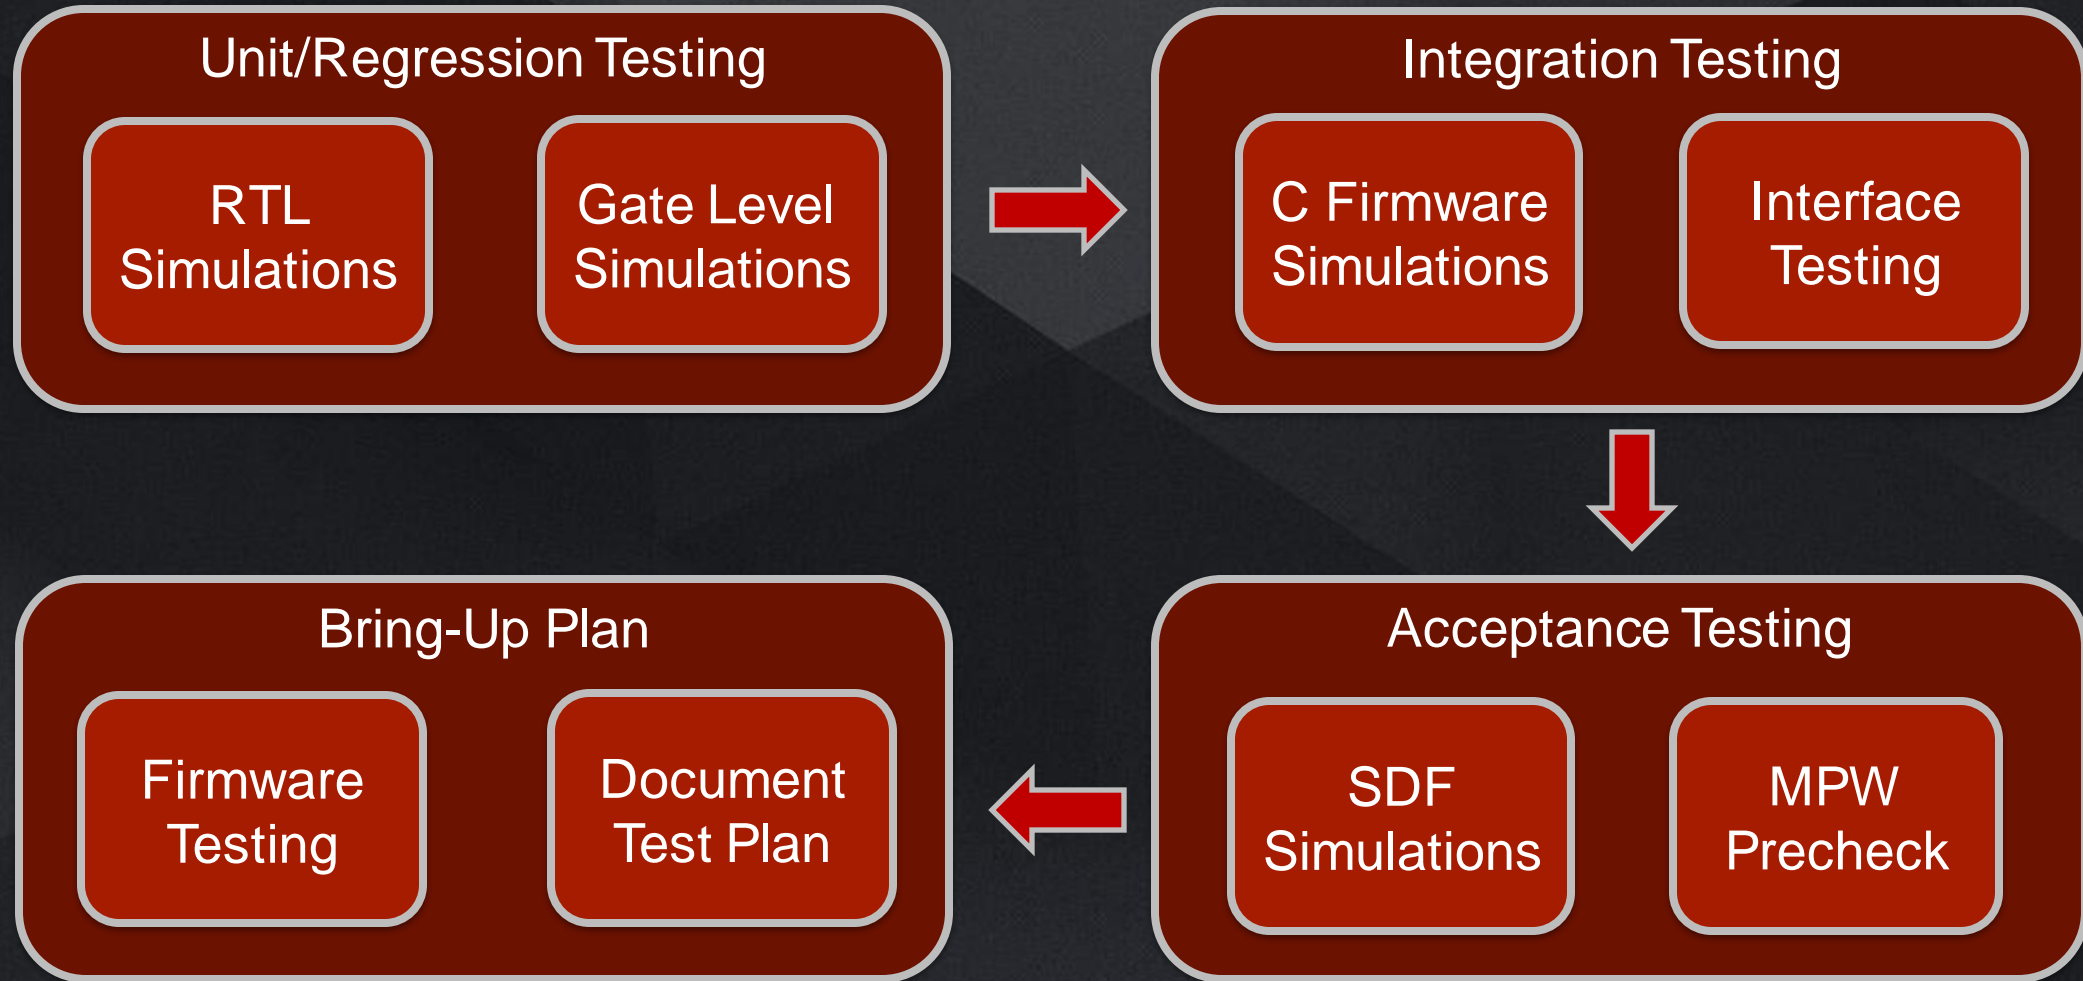 Unit/Regression Testing
RTL
Simulations
Gate Level
Simulations
Integration Testing
C Firmware
Simulations
Interface
Testing
Bring-Up Plan
Firmware
Testing
Document
Test Plan
Acceptance Testing
SDF
Simulations
MPW
Precheck